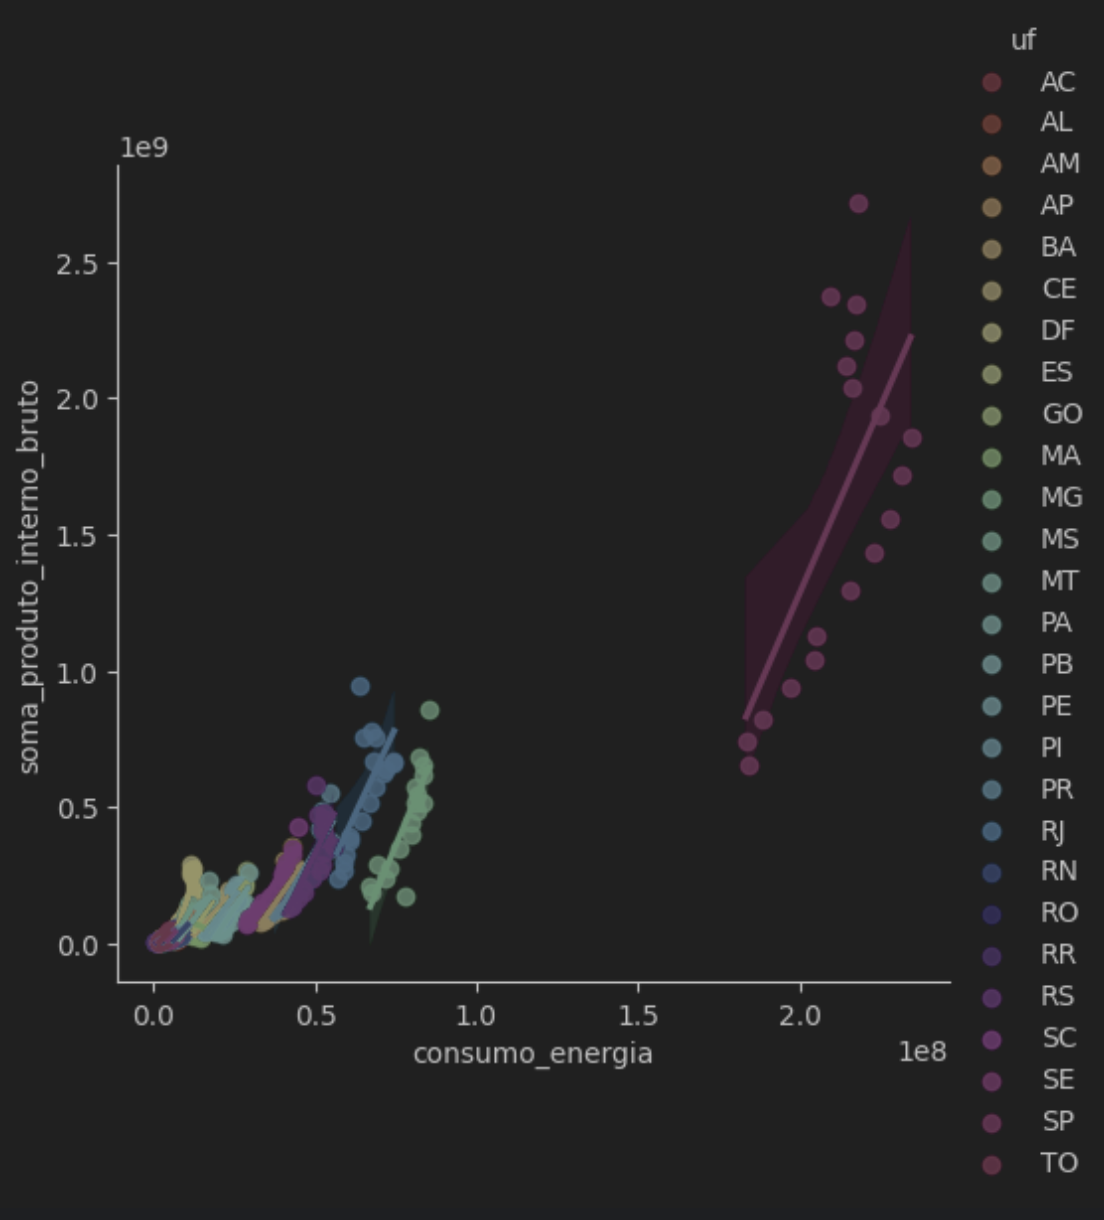 uf
AC
AL
AM
AP
BA
CE
DF
ES
GO
MA
MG
MS
MT
PA
PB
PE
PI
PR
RJ
RN
RO
RR
RS
SC
SE
SP
TO
1e9
2.5
2.0
1.5
1.0
0.5
0.0
soma_produto_interno_bruto
0.0 0.5 1.0 1.5 2.0
consumo_energia
1e8